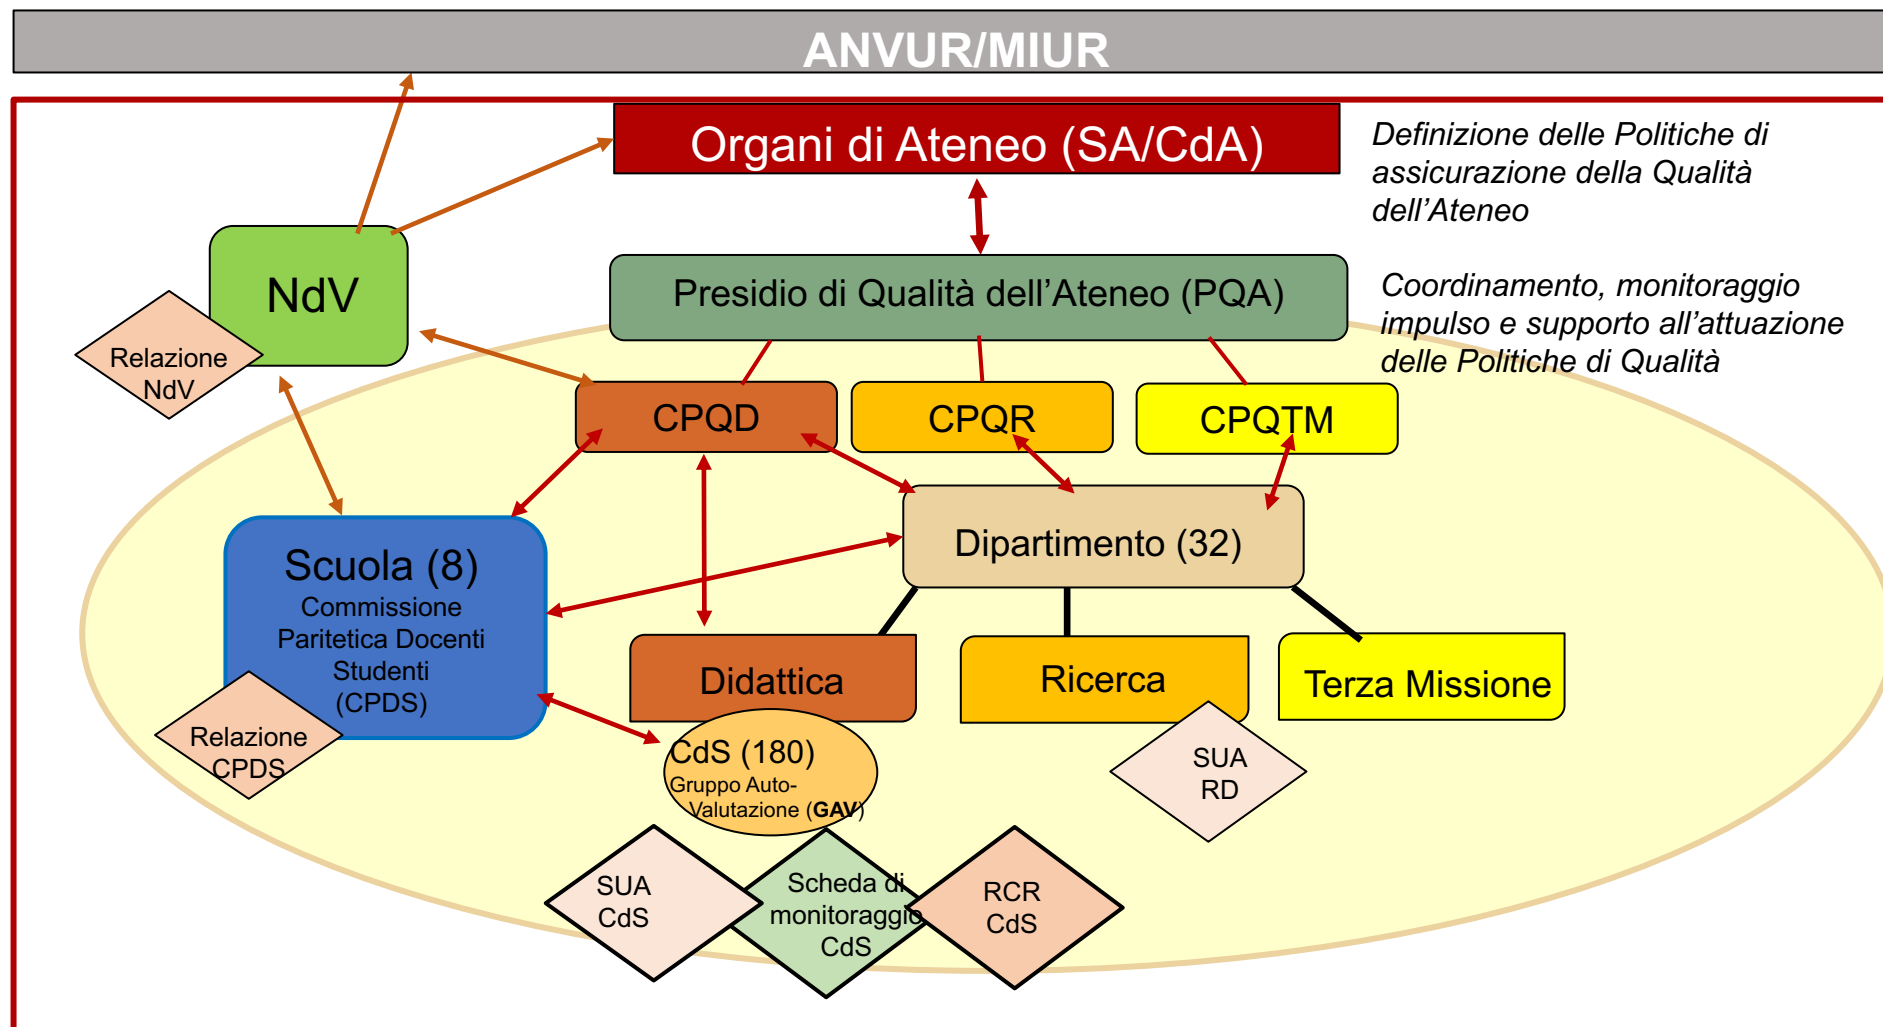 ANVUR/MIUR
Organi di Ateneo (SA/CdA)
Definizione delle Politiche di
assicurazione della Qualità
dell’Ateneo
NdV
Presidio di Qualità dell’Ateneo (PQA)
Coordinamento, monitoraggio
impulso e supporto all’attuazione
delle Politiche di Qualità
Relazione
NdV
CPQD
CPQR
CPQTM
Scuola (8)
Commissione
Paritetica Docenti
Studenti
(CPDS)
Dipartimento (32)
Didattica
Ricerca
Terza Missione
Relazione
CPDS
CdS (180)
Gruppo Auto-
Valutazione (GAV)
SUA
RD
SUA
CdS
Scheda di
monitoraggio
CdS
RCR
CdS